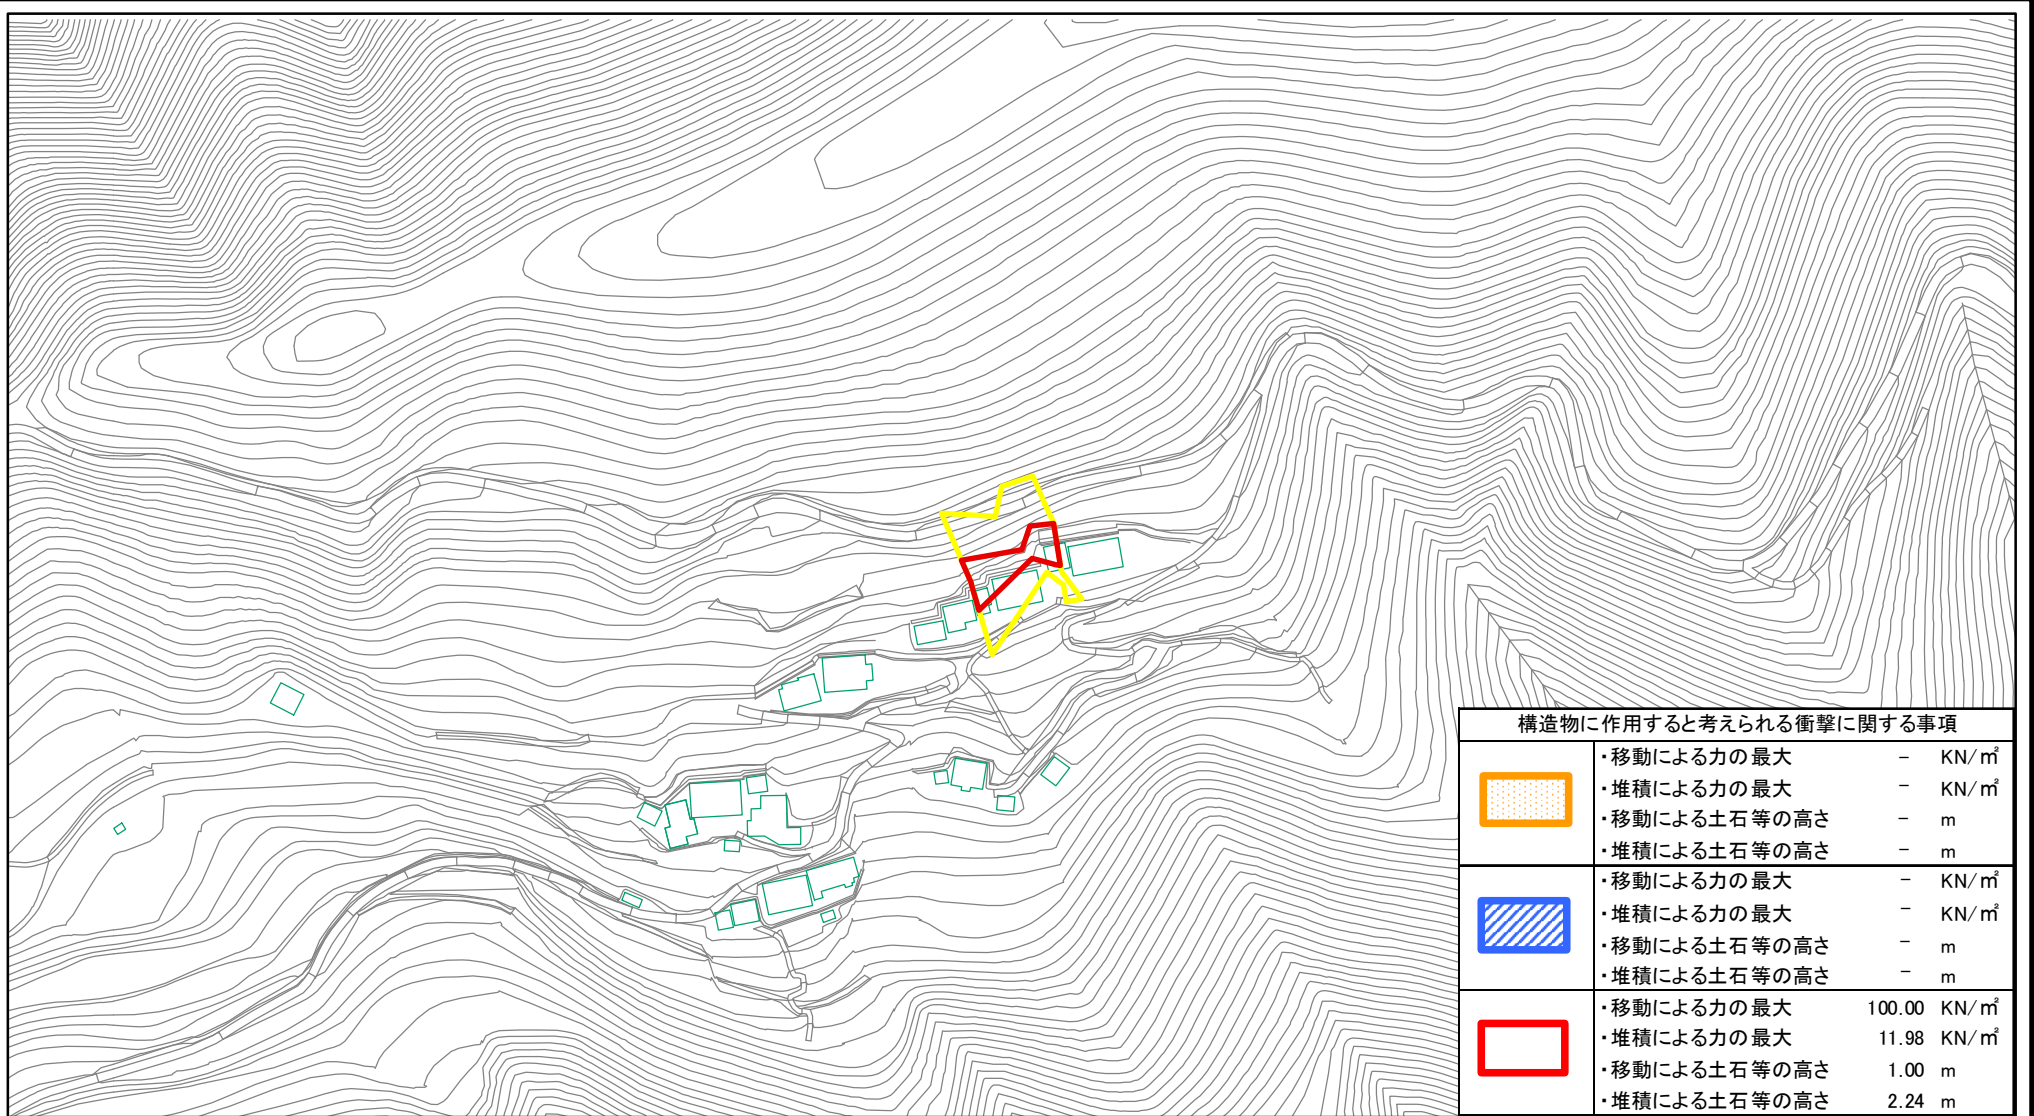 構造物に作用すると考えられる衝撃に関する事項
・移動による力の最大 － KN/㎡
・堆積による力の最大 － KN/㎡
・移動による土石等の高さ － m
・堆積による土石等の高さ － m
・移動による力の最大 － KN/㎡
・堆積による力の最大 － KN/㎡
・移動による土石等の高さ － m
・堆積による土石等の高さ － m
・移動による力の最大 100.00 KN/㎡
・堆積による力の最大 11.98 KN/㎡
・移動による土石等の高さ 1.00 m
・堆積による土石等の高さ 2.24 m